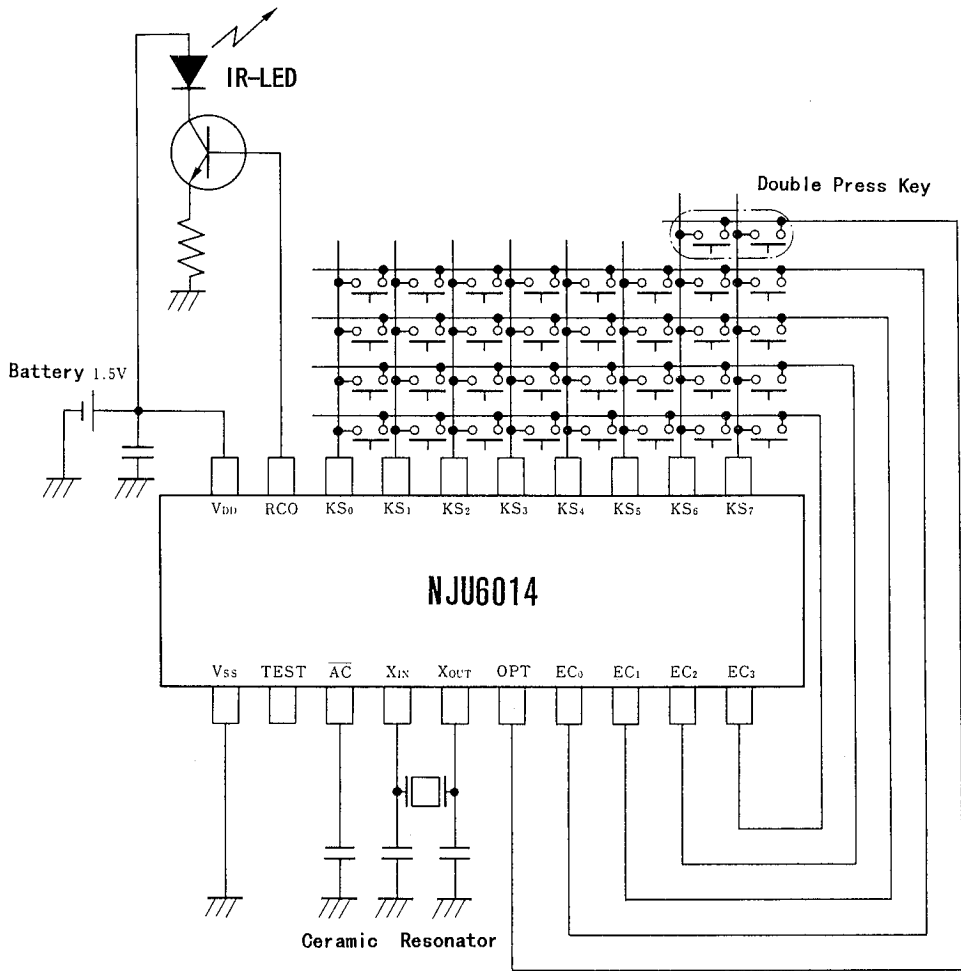 IR-LED
Double Press Key
Battery 1.5V
VDD RCO KS0 KS1 KS2 KS3 KS4 KS5 KS6 KS7
NJU6014
VSS TEST AC XIN XOUT OPT EC0 EC1 EC2 EC3
Ceramic Resonator